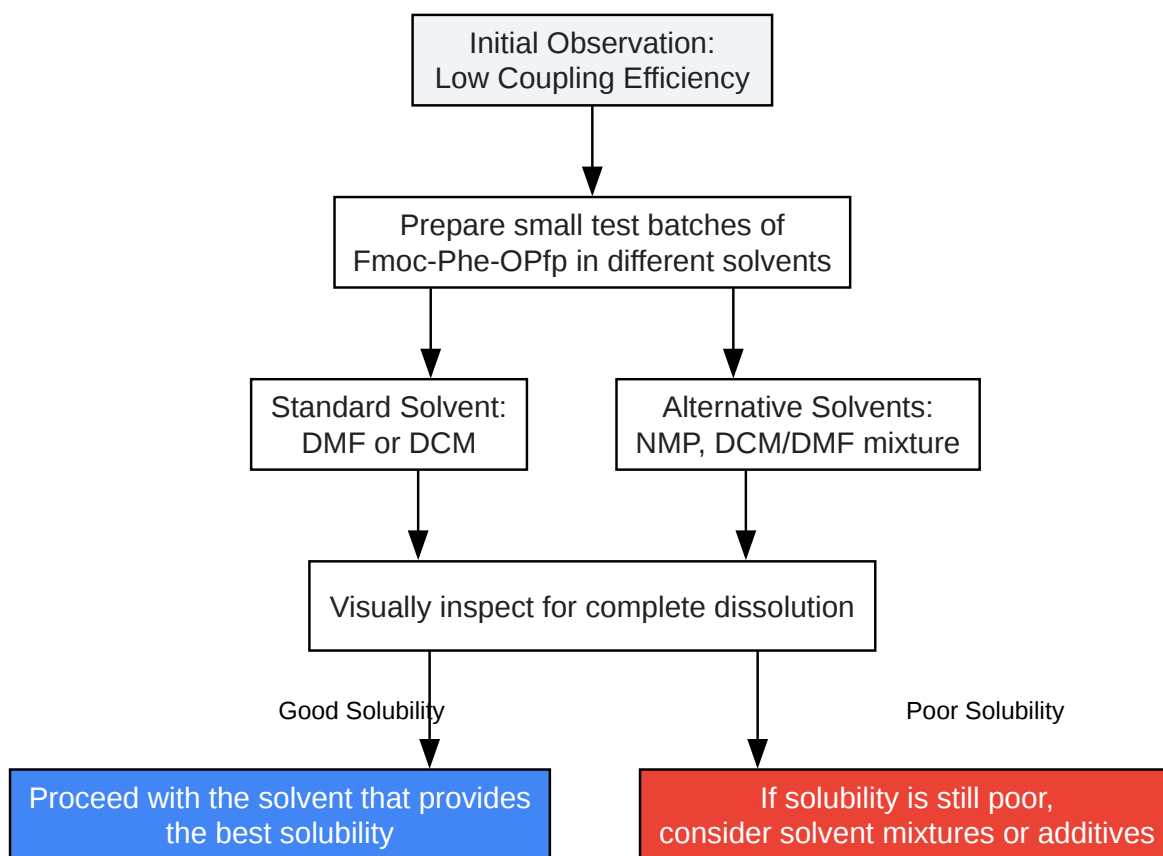 Initial Observation:
Low Coupling Efficiency
Prepare small test batches of
Fmoc-Phe-OPfp in different solvents
Standard Solvent:
DMF or DCM
Alternative Solvents:
NMP, DCM/DMF mixture
Visually inspect for complete dissolution
Good Solubility
Poor Solubility
Proceed with the solvent that provides
the best solubility
If solubility is still poor,
consider solvent mixtures or additives